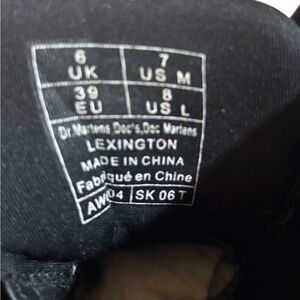 6 UK 7 US M
39 EU 8 US L
Dr.Martens,Doc's,Doc Martens
LEXINGTON
MADE IN CHINA
Fabriqué en Chine
AW04 SK 06 T